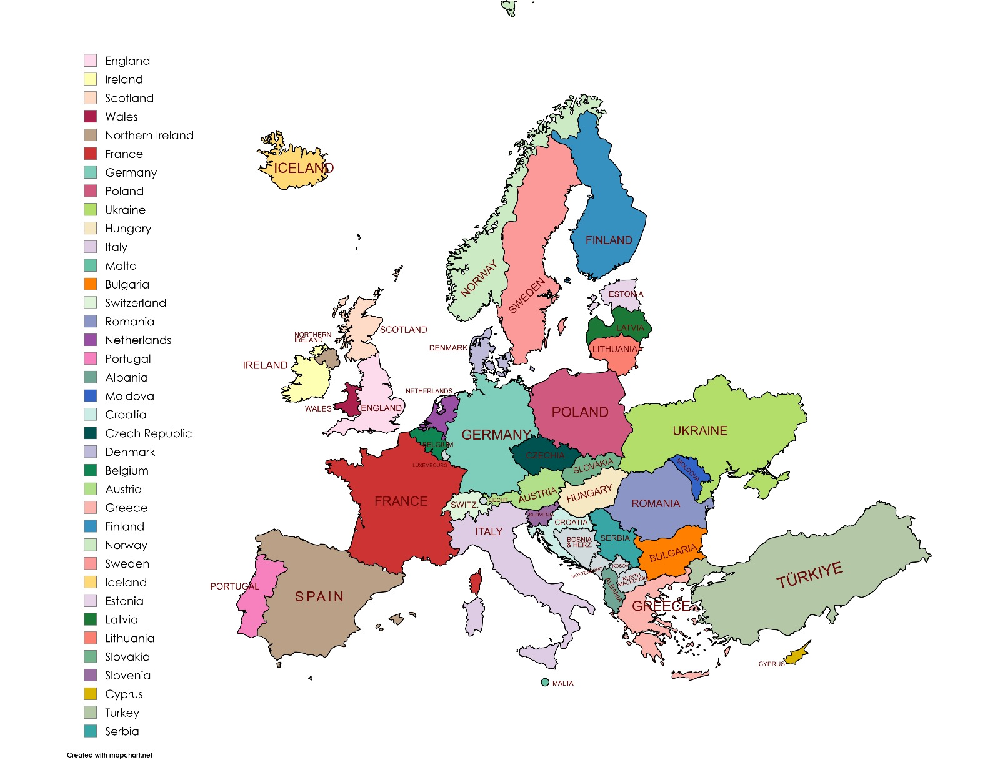 England
Ireland
Scotland
Wales
Northern Ireland
France
Germany
Poland
Ukraine
Hungary
Italy
Malta
Bulgaria
Switzerland
Romania
Netherlands
Portugal
Albania
Moldova
Croatia
Czech Republic
Denmark
Belgium
Austria
Greece
Finland
Norway
Sweden
Iceland
Estonia
Latvia
Lithuania
Slovakia
Slovenia
Cyprus
Turkey
Serbia
Created with mapchart.net
ICELAND
FINLAND
NORWAY
SWEDEN
ESTONIA
LATVIA
LITHUANIA
SCOTLAND
NORTHERN
IRELAND
IRELAND
DENMARK
WALES
ENGLAND
NETHERLANDS
POLAND
GERMANY
UKRAINE
BELGIUM
LUXEMBOURG
CZECHIA
SLOVAKIA
MOLDOVA
FRANCE
SWITZ.
LIECHT.
AUSTRIA
HUNGARY
ROMANIA
SLOVENIA
CROATIA
ITALY
BOSNIA
& HERZ.
SERBIA
BULGARIA
MONTENEGRO
KOSOVO
NORTH
MACEDONIA
ALBANIA
GREECE
TÜRKIYE
PORTUGAL
SPAIN
CYPRUS
MALTA